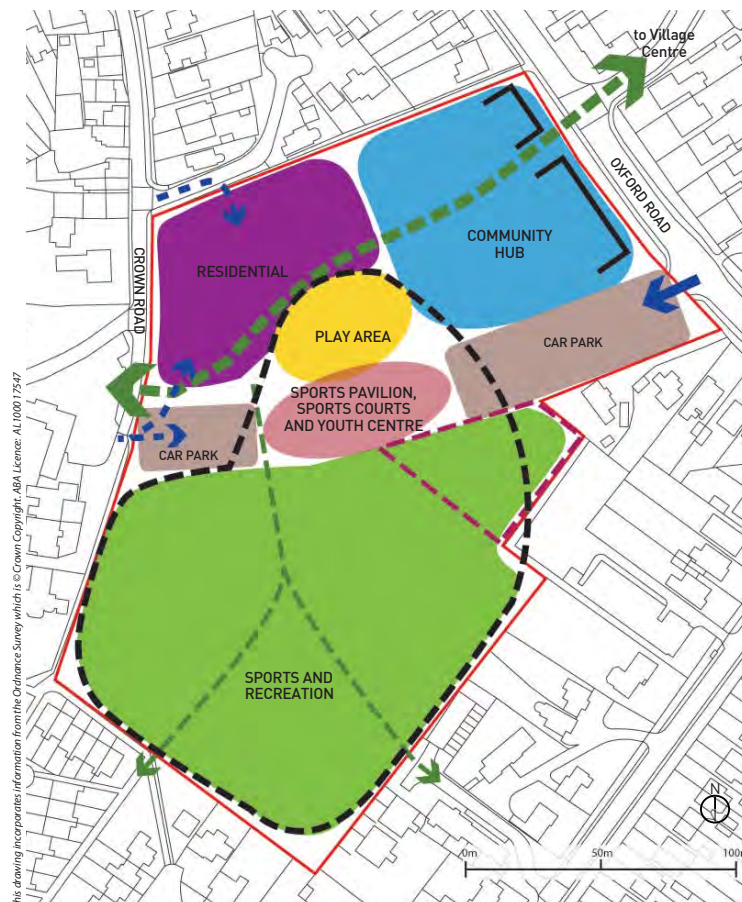 to Village
Centre
OXFORD ROAD
COMMUNITY
HUB
RESIDENTIAL
CROWN ROAD
PLAY AREA
CAR PARK
SPORTS PAVILION,
SPORTS COURTS
AND YOUTH CENTRE
CAR PARK
SPORTS AND
RECREATION
N
0m 50m 100m
his drawing incorporates information from the Ordnance Survey which is © Crown Copyright. ABA Licence: AL100017547